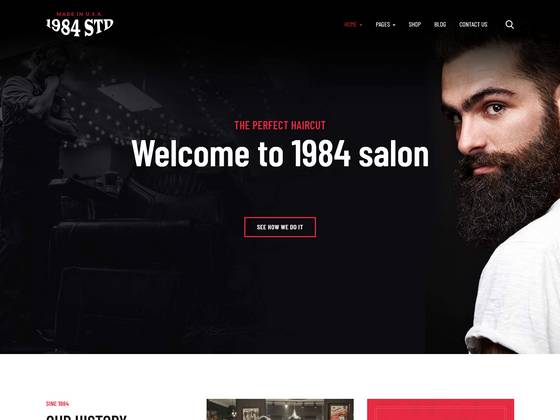 MADE IN U.S.A
1984 STD
HOME
PAGES
SHOP
BLOG
CONTACT US
THE PERFECT HAIRCUT
Welcome to 1984 salon
SEE HOW WE DO IT
SINE 1984
OUR HISTORY